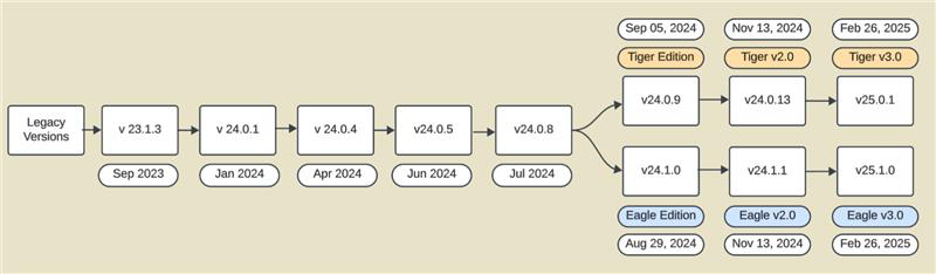 Sep 05, 2024
Nov 13, 2024
Feb 26, 2025
Tiger Edition
Tiger v2.0
Tiger v3.0
v24.0.9
v24.0.13
v25.0.1
Legacy
Versions
v 23.1.3
v 24.0.1
v 24.0.4
v24.0.5
v24.0.8
Sep 2023
Jan 2024
Apr 2024
Jun 2024
Jul 2024
v24.1.0
v24.1.1
v25.1.0
Eagle Edition
Eagle v2.0
Eagle v3.0
Aug 29, 2024
Nov 13, 2024
Feb 26, 2025